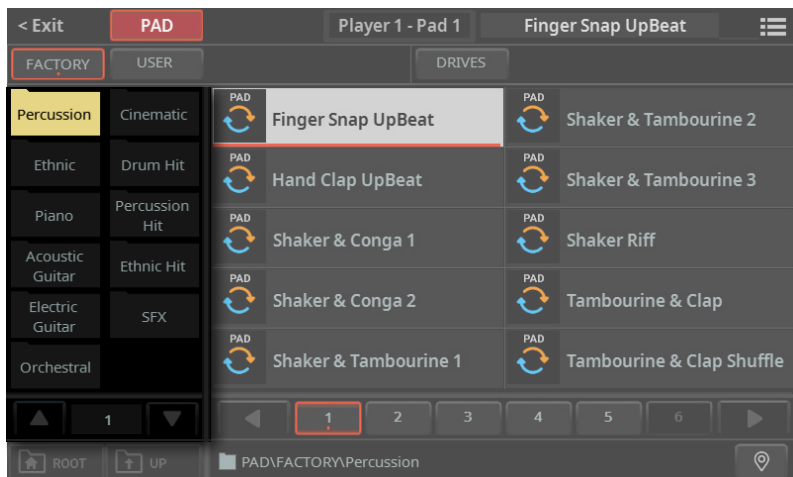 < Exit
PAD
Player 1 - Pad 1
Finger Snap UpBeat
FACTORY
USER
DRIVES
Percussion
Cinematic
Ethnic
Drum Hit
Piano
Percussion
Hit
Acoustic
Guitar
Ethnic Hit
Electric
Guitar
SFX
Orchestral
1
PAD
Finger Snap UpBeat
PAD
Shaker & Tambourine 2
PAD
Hand Clap UpBeat
PAD
Shaker & Tambourine 3
PAD
Shaker & Conga 1
PAD
Shaker Riff
PAD
Shaker & Conga 2
PAD
Tambourine & Clap
PAD
Shaker & Tambourine 1
PAD
Tambourine & Clap Shuffle
1
2
3
4
5
6
ROOT
UP
PAD\FACTORY\Percussion